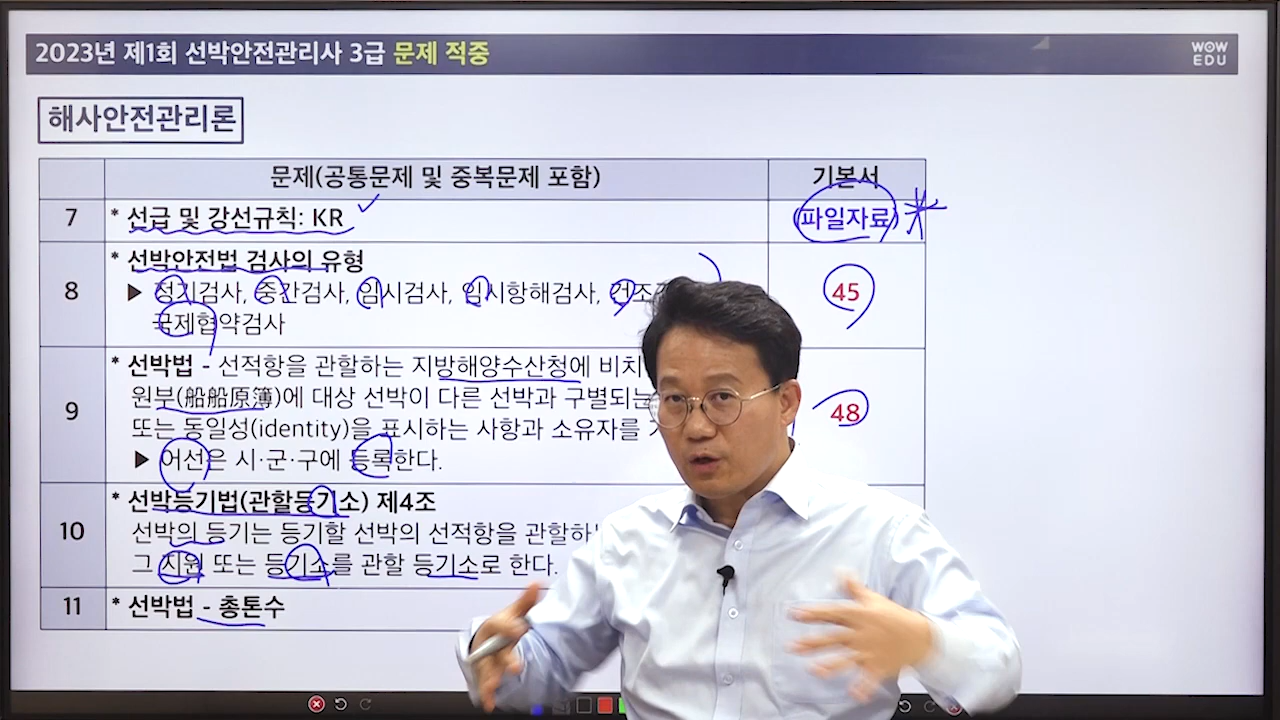 2023년 제1회 선박안전관리사 3급 문제 적중
WOW
EDU
해사안전관리론
문제(공통문제 및 중복문제 포함)
기본서
7
* 선급 및 강선규칙: KR
(파일자료)
8
* 선박안전법 검사의 유형
▶ 정기검사, 중간검사, 임시검사, 임시항해검사, 건조
국제협약검사
45
9
* 선박법 - 선적항을 관할하는 지방해양수산청에 비치
원부(船舶原簿)에 대상 선박이 다른 선박과 구별되는
또는 동일성(identity)을 표시하는 사항과 소유자를
▶ 어선은 시·군·구에 등록한다.
48
10
* 선박등기법(관할등기소) 제4조
선박의 등기는 등기할 선박의 선적항을 관할하는
그 지원 또는 등기소를 관할 등기소로 한다.
11
* 선박법 - 총톤수